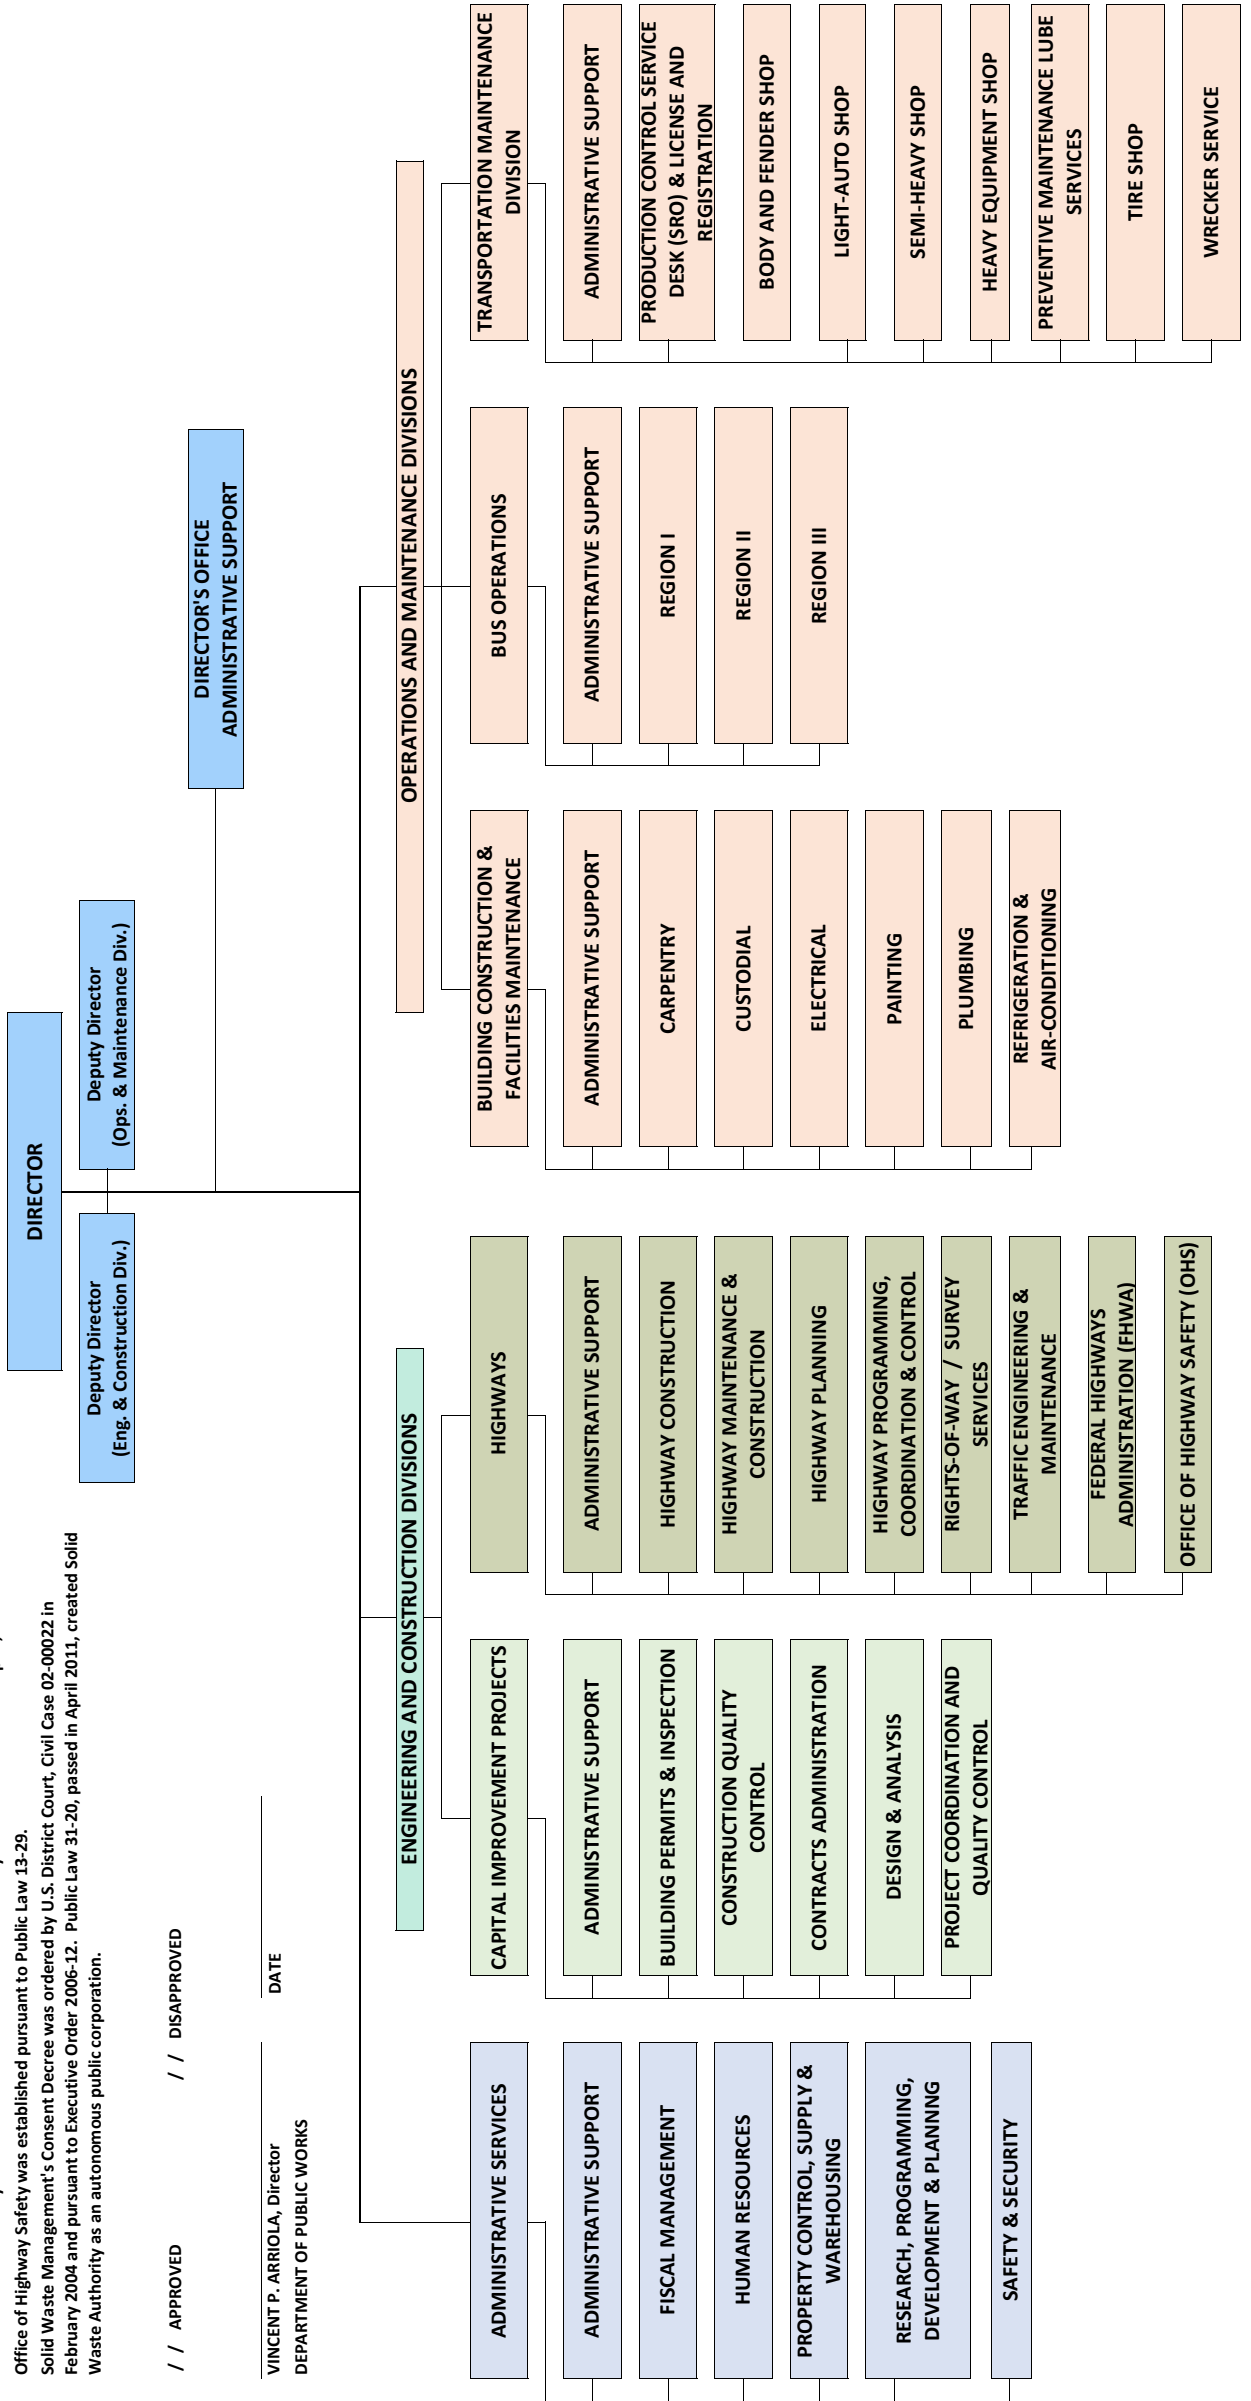 Office of Highway Safety was established pursuant to Public Law 13-29.
Solid Waste Management's Consent Decree was ordered by U.S. District Court, Civil Case 02-00022 in
February 2004 and pursuant to Executive Order 2006-12.  Public Law 31-20, passed in April 2011, created Solid
Waste Authority as an autonomous public corporation.
/ / APPROVED
/ / DISAPPROVED
VINCENT P. ARRIOLA, Director
DEPARTMENT OF PUBLIC WORKS
DATE
DIRECTOR
Deputy Director
(Eng. & Construction Div.)
Deputy Director
(Ops. & Maintenance Div.)
DIRECTOR'S OFFICE
ADMINISTRATIVE SUPPORT
ENGINEERING AND CONSTRUCTION DIVISIONS
OPERATIONS AND MAINTENANCE DIVISIONS
ADMINISTRATIVE SERVICES
ADMINISTRATIVE SUPPORT
FISCAL MANAGEMENT
HUMAN RESOURCES
PROPERTY CONTROL, SUPPLY &
WAREHOUSING
RESEARCH, PROGRAMMING,
DEVELOPMENT & PLANNNG
SAFETY & SECURITY
CAPITAL IMPROVEMENT PROJECTS
ADMINISTRATIVE SUPPORT
BUILDING PERMITS & INSPECTION
CONSTRUCTION QUALITY
CONTROL
CONTRACTS ADMINISTRATION
DESIGN & ANALYSIS
PROJECT COORDINATION AND
QUALITY CONTROL
HIGHWAYS
ADMINISTRATIVE SUPPORT
HIGHWAY CONSTRUCTION
HIGHWAY MAINTENANCE &
CONSTRUCTION
HIGHWAY PLANNING
HIGHWAY PROGRAMMING,
COORDINATION & CONTROL
RIGHTS-OF-WAY / SURVEY
SERVICES
TRAFFIC ENGINEERING &
MAINTENANCE
FEDERAL HIGHWAYS
ADMINISTRATION (FHWA)
OFFICE OF HIGHWAY SAFETY (OHS)
BUILDING CONSTRUCTION &
FACILITIES MAINTENANCE
ADMINISTRATIVE SUPPORT
CARPENTRY
CUSTODIAL
ELECTRICAL
PAINTING
PLUMBING
REFRIGERATION &
AIR-CONDITIONING
BUS OPERATIONS
ADMINISTRATIVE SUPPORT
REGION I
REGION II
REGION III
TRANSPORTATION MAINTENANCE
DIVISION
ADMINISTRATIVE SUPPORT
PRODUCTION CONTROL SERVICE
DESK (SRO) & LICENSE AND
REGISTRATION
BODY AND FENDER SHOP
LIGHT-AUTO SHOP
SEMI-HEAVY SHOP
HEAVY EQUIPMENT SHOP
PREVENTIVE MAINTENANCE LUBE
SERVICES
TIRE SHOP
WRECKER SERVICE